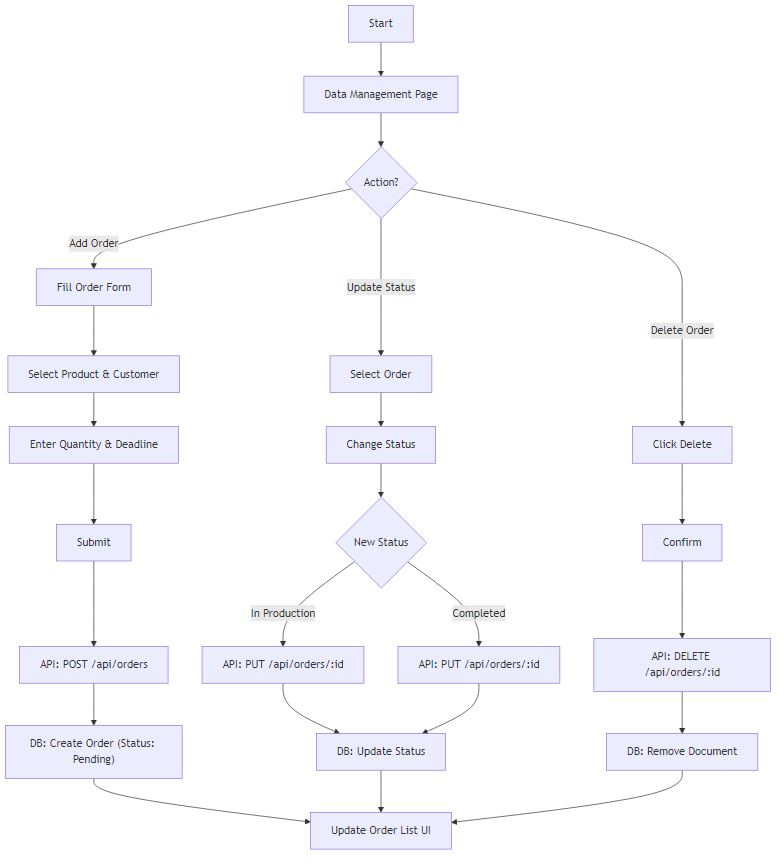 Start
Data Management Page
Action?
Add Order
Fill Order Form
Update Status
Delete Order
Select Product & Customer
Select Order
Enter Quantity & Deadline
Change Status
Click Delete
Submit
New Status
Confirm
In Production
Completed
API: POST /api/orders
API: PUT /api/orders/:id
API: PUT /api/orders/:id
API: DELETE
/api/orders/:id
DB: Create Order (Status:
Pending)
DB: Update Status
DB: Remove Document
Update Order List UI